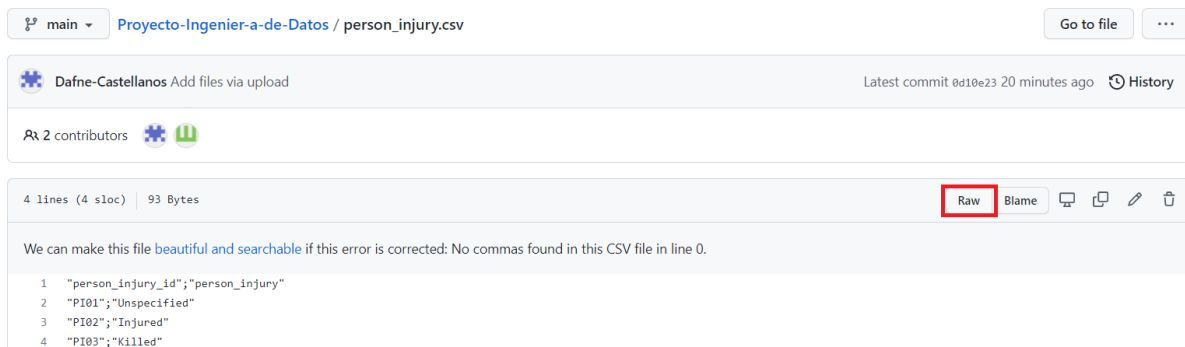 main Proyecto-Ingenier-a-de-Datos / person_injury.csv Go to file ...
Dafne-Castellanos Add files via upload Latest commit 0d10e23 20 minutes ago History
2 contributors
4 lines (4 sloc) 93 Bytes Raw Blame
We can make this file beautiful and searchable if this error is corrected: No commas found in this CSV file in line 0.
1 "person_injury_id";"person_injury"
2 "PI01";"Unspecified"
3 "PI02";"Injured"
4 "PI03";"Killed"